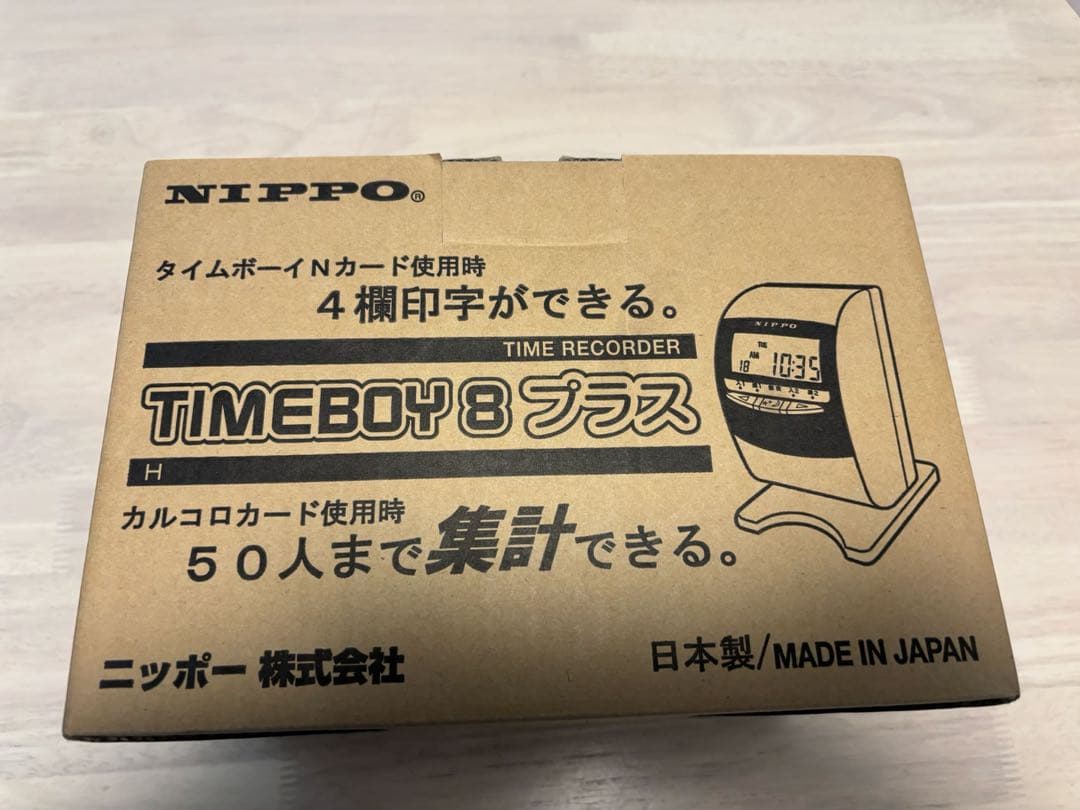 NIPPO®
タイムボーイNカード使用時
4欄印字ができる。
TIME RECORDER
TIMEBOY 8 プラス
H
カルコロカード使用時
50人まで集計できる。
ニッポー株式会社
日本製/MADE IN JAPAN
NIPPO
TUE
AM
18 10:35